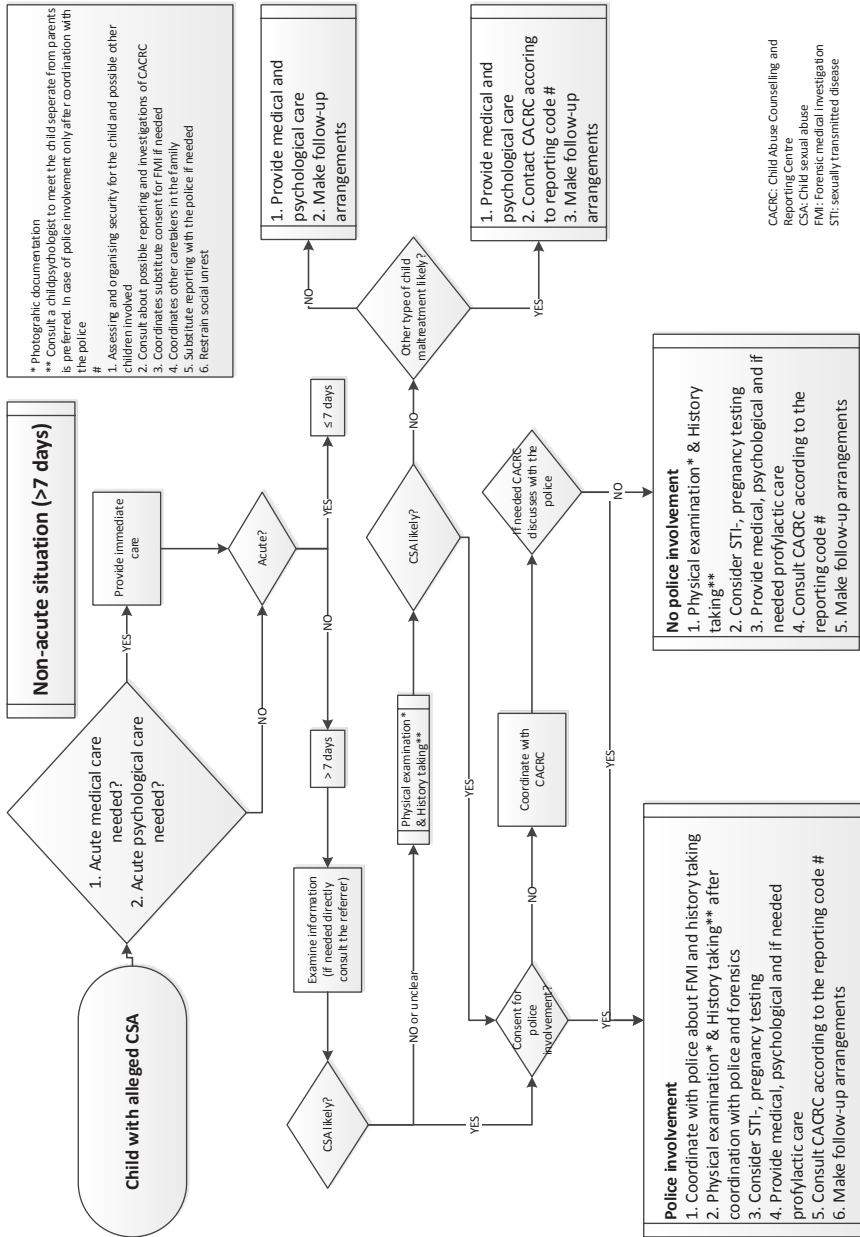 Child with alleged CSA
1. Acute medical care
needed?
2. Acute psychological care
needed?
YES
NO
Non-acute situation (>7 days)
Provide immediate
care
Acute?
YES
NO
≤ 7 days
> 7 days
* Photograhic documentation
** Consult a childpsychologist to meet the child seperate from parents
is preferred. In case of police involvement only after coordination with
the police
#
1. Assessing and organising security for the child and possible other
children involved
2. Consult about possible reporting and investigations of CACRC
3. Coordinates substitute consent for FMI if needed
4. Coordinates other caretakers in the family
5. Substitute reporting with the police if needed
6. Restrain social unrest
Examine information
(If needed directly
consult the referrer)
CSA likely?
NO or unclear
YES
Physical examination*
& History taking**
CSA likely?
NO
YES
Other type of child
maltreatment likely?
NO
YES
1. Provide medical and
psychological care
2. Make follow-up
arrangements
1. Provide medical and
psychological care
2. Contact CACRC accoring
to reporting code #
3. Make follow-up
arrangements
Consent for
police
involvement?
NO
YES
Coordinate with
CACRC
If needed CACRC
discusses with the
police
YES
NO
Police involvement
1. Coordinate with police about FMI and history taking
2. Physical examination* & History taking** after
coordination with police and forensics
3. Consider STI-, pregnancy testing
4. Provide medical, psychological and if needed
profylactic care
5. Consult CACRC according to the reporting code #
6. Make follow-up arrangements
No police involvement
1. Physical examination* & History
taking**
2. Consider STI-, pregnancy testing
3. Provide medical, psychological and if
needed profylactic care
4. Consult CACRC according to the
reporting code #
5. Make follow-up arrangements
CACRC: Child Abuse Counselling and
Reporting Centre
CSA: Child sexual abuse
FMI: Forensic medical investigation
STI: sexually transmitted disease